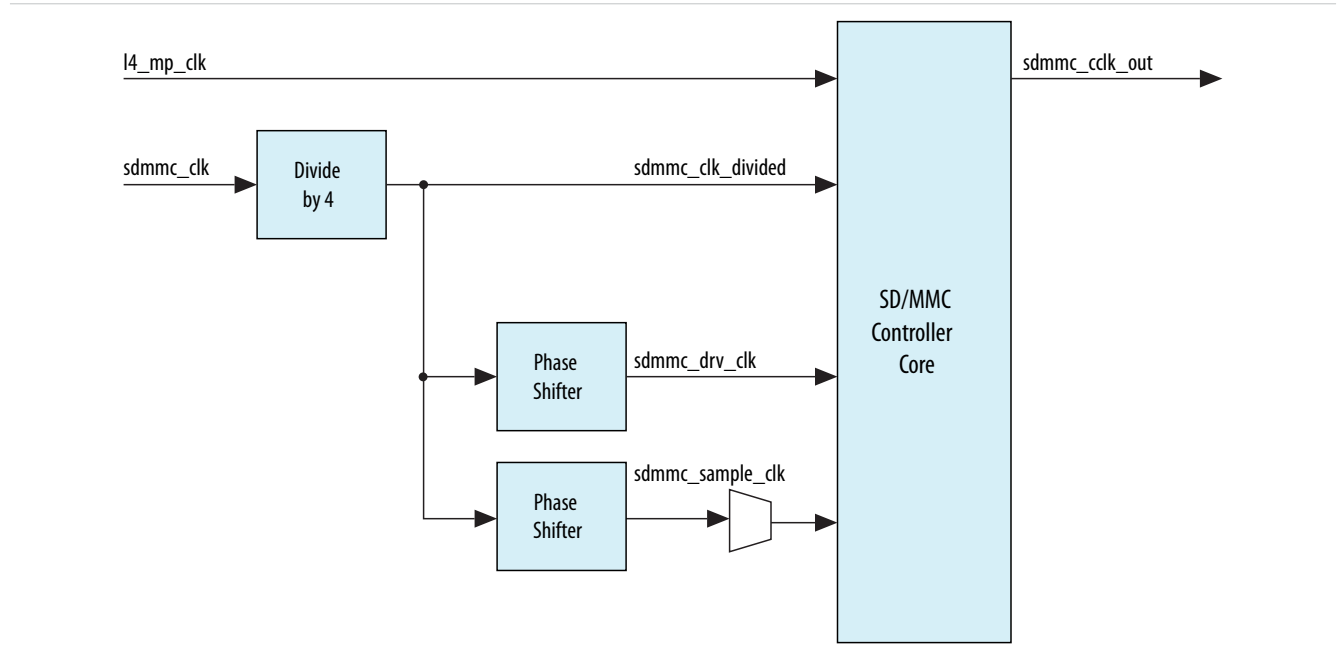 l4_mp_clk
sdmmc_cclk_out
sdmmc_clk
Divide
by 4
sdmmc_clk_divided
SD/MMC
Controller
Core
Phase
Shifter
sdmmc_drv_clk
Phase
Shifter
sdmmc_sample_clk